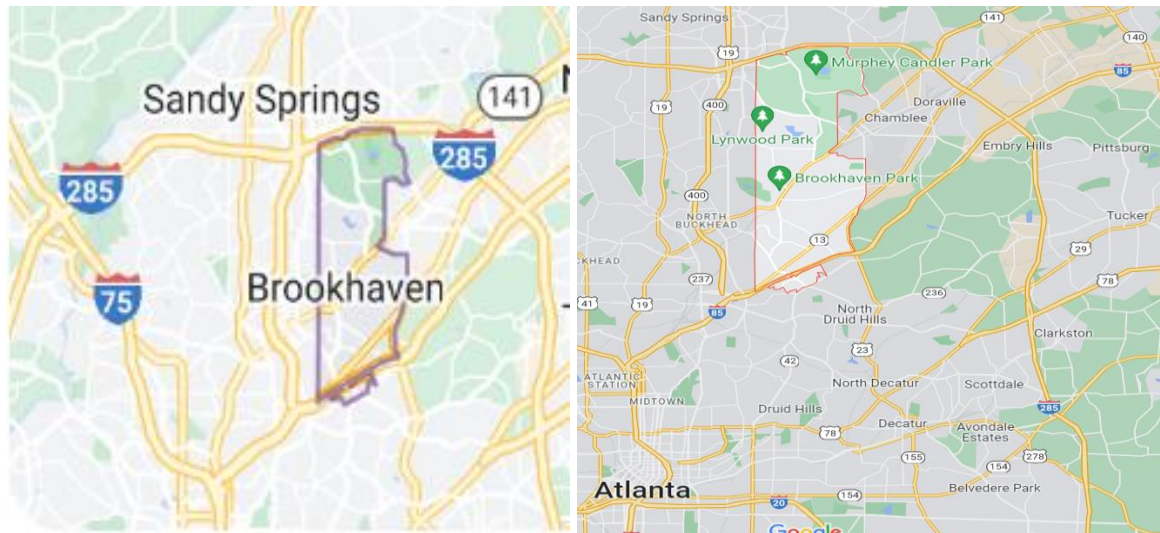 Sandy Springs
141
285
285
Brookhaven
75
Sandy Springs
141
19
140
Murphey Candler Park
85
400
19
Doraville
Chamblee
Lynwood Park
Embry Hills
Pittsburg
Brookhaven Park
400
NORTH
BUCKHEAD
Tucker
13
29
CKHEAD
237
78
41
19
85
236
North
Druid Hills
Clarkston
23
42
ATLANTIC
STATION
North Decatur
Scottdale
MIDTOWN
Druid Hills
285
78
Decatur
Avondale
Estates
155
278
154
Belvedere Park
Atlanta
154
20
Google